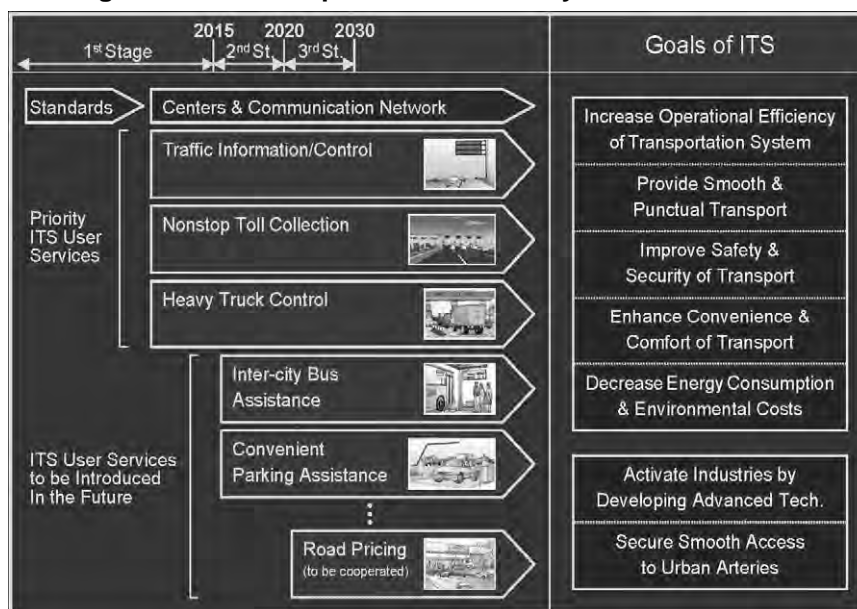 2015 2020 2030
1st Stage 2nd St. 3rd St.
Standards
Centers & Communication Network
Priority
ITS User
Services
Traffic Information/Control
Nonstop Toll Collection
Heavy Truck Control
ITS User Services
to be Introduced
In the Future
Inter-city Bus
Assistance
Convenient
Parking Assistance
Road Pricing
(to be cooperated)
Goals of ITS
Increase Operational Efficiency
of Transportation System
Provide Smooth &
Punctual Transport
Improve Safety &
Security of Transport
Enhance Convenience &
Comfort of Transport
Decrease Energy Consumption
& Environmental Costs
Activate Industries by
Developing Advanced Tech.
Secure Smooth Access
to Urban Arteries